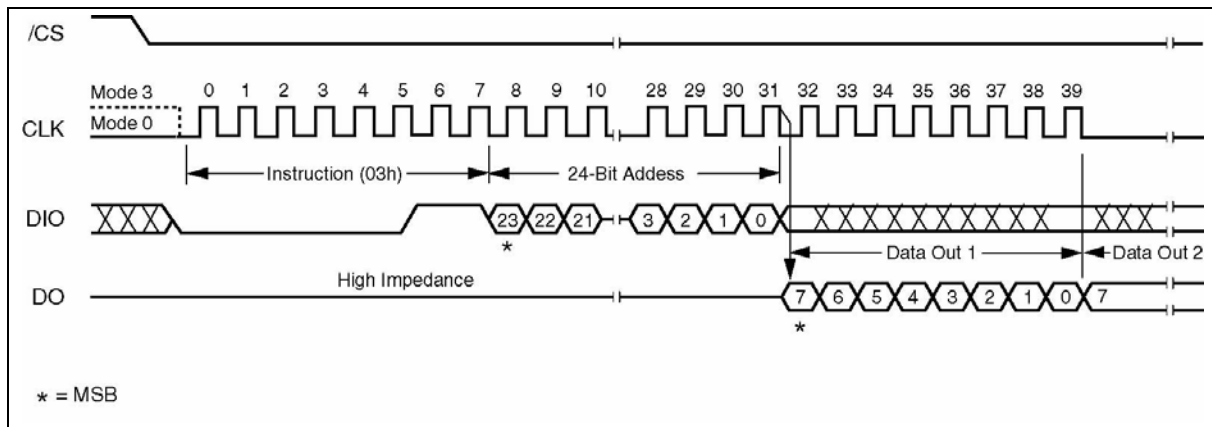 /CS
Mode 3
0 1 2 3 4 5 6 7 8 9 10 28 29 30 31 32 33 34 35 36 37 38 39
CLK
Mode 0
Instruction (03h)
24-Bit Addess
DIO
23 22 21 3 2 1 0
*
Data Out 1
Data Out 2
High Impedance
DO
7 6 5 4 3 2 1 0 7
*
* = MSB